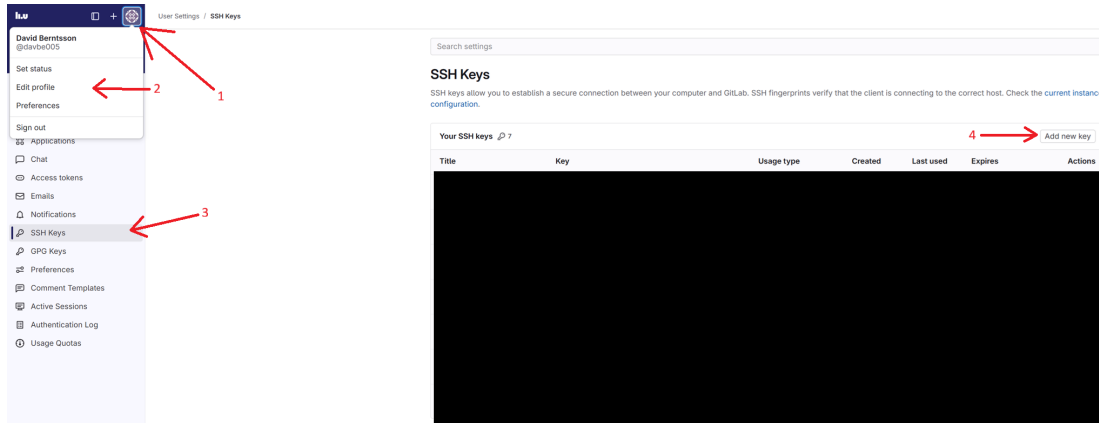 li.u
User Settings / SSH Keys
David Berntsson
@davbe005
Set status
Edit profile
Preferences
Sign out
Applications
Chat
Access tokens
Emails
Notifications
SSH Keys
GPG Keys
Preferences
Comment Templates
Active Sessions
Authentication Log
Usage Quotas
1
2
3
Search settings
SSH Keys
SSH keys allow you to establish a secure connection between your computer and GitLab. SSH fingerprints verify that the client is connecting to the correct host. Check the current instance
configuration.
Your SSH keys 7
4
Add new key
Title Key Usage type Created Last used Expires Actions